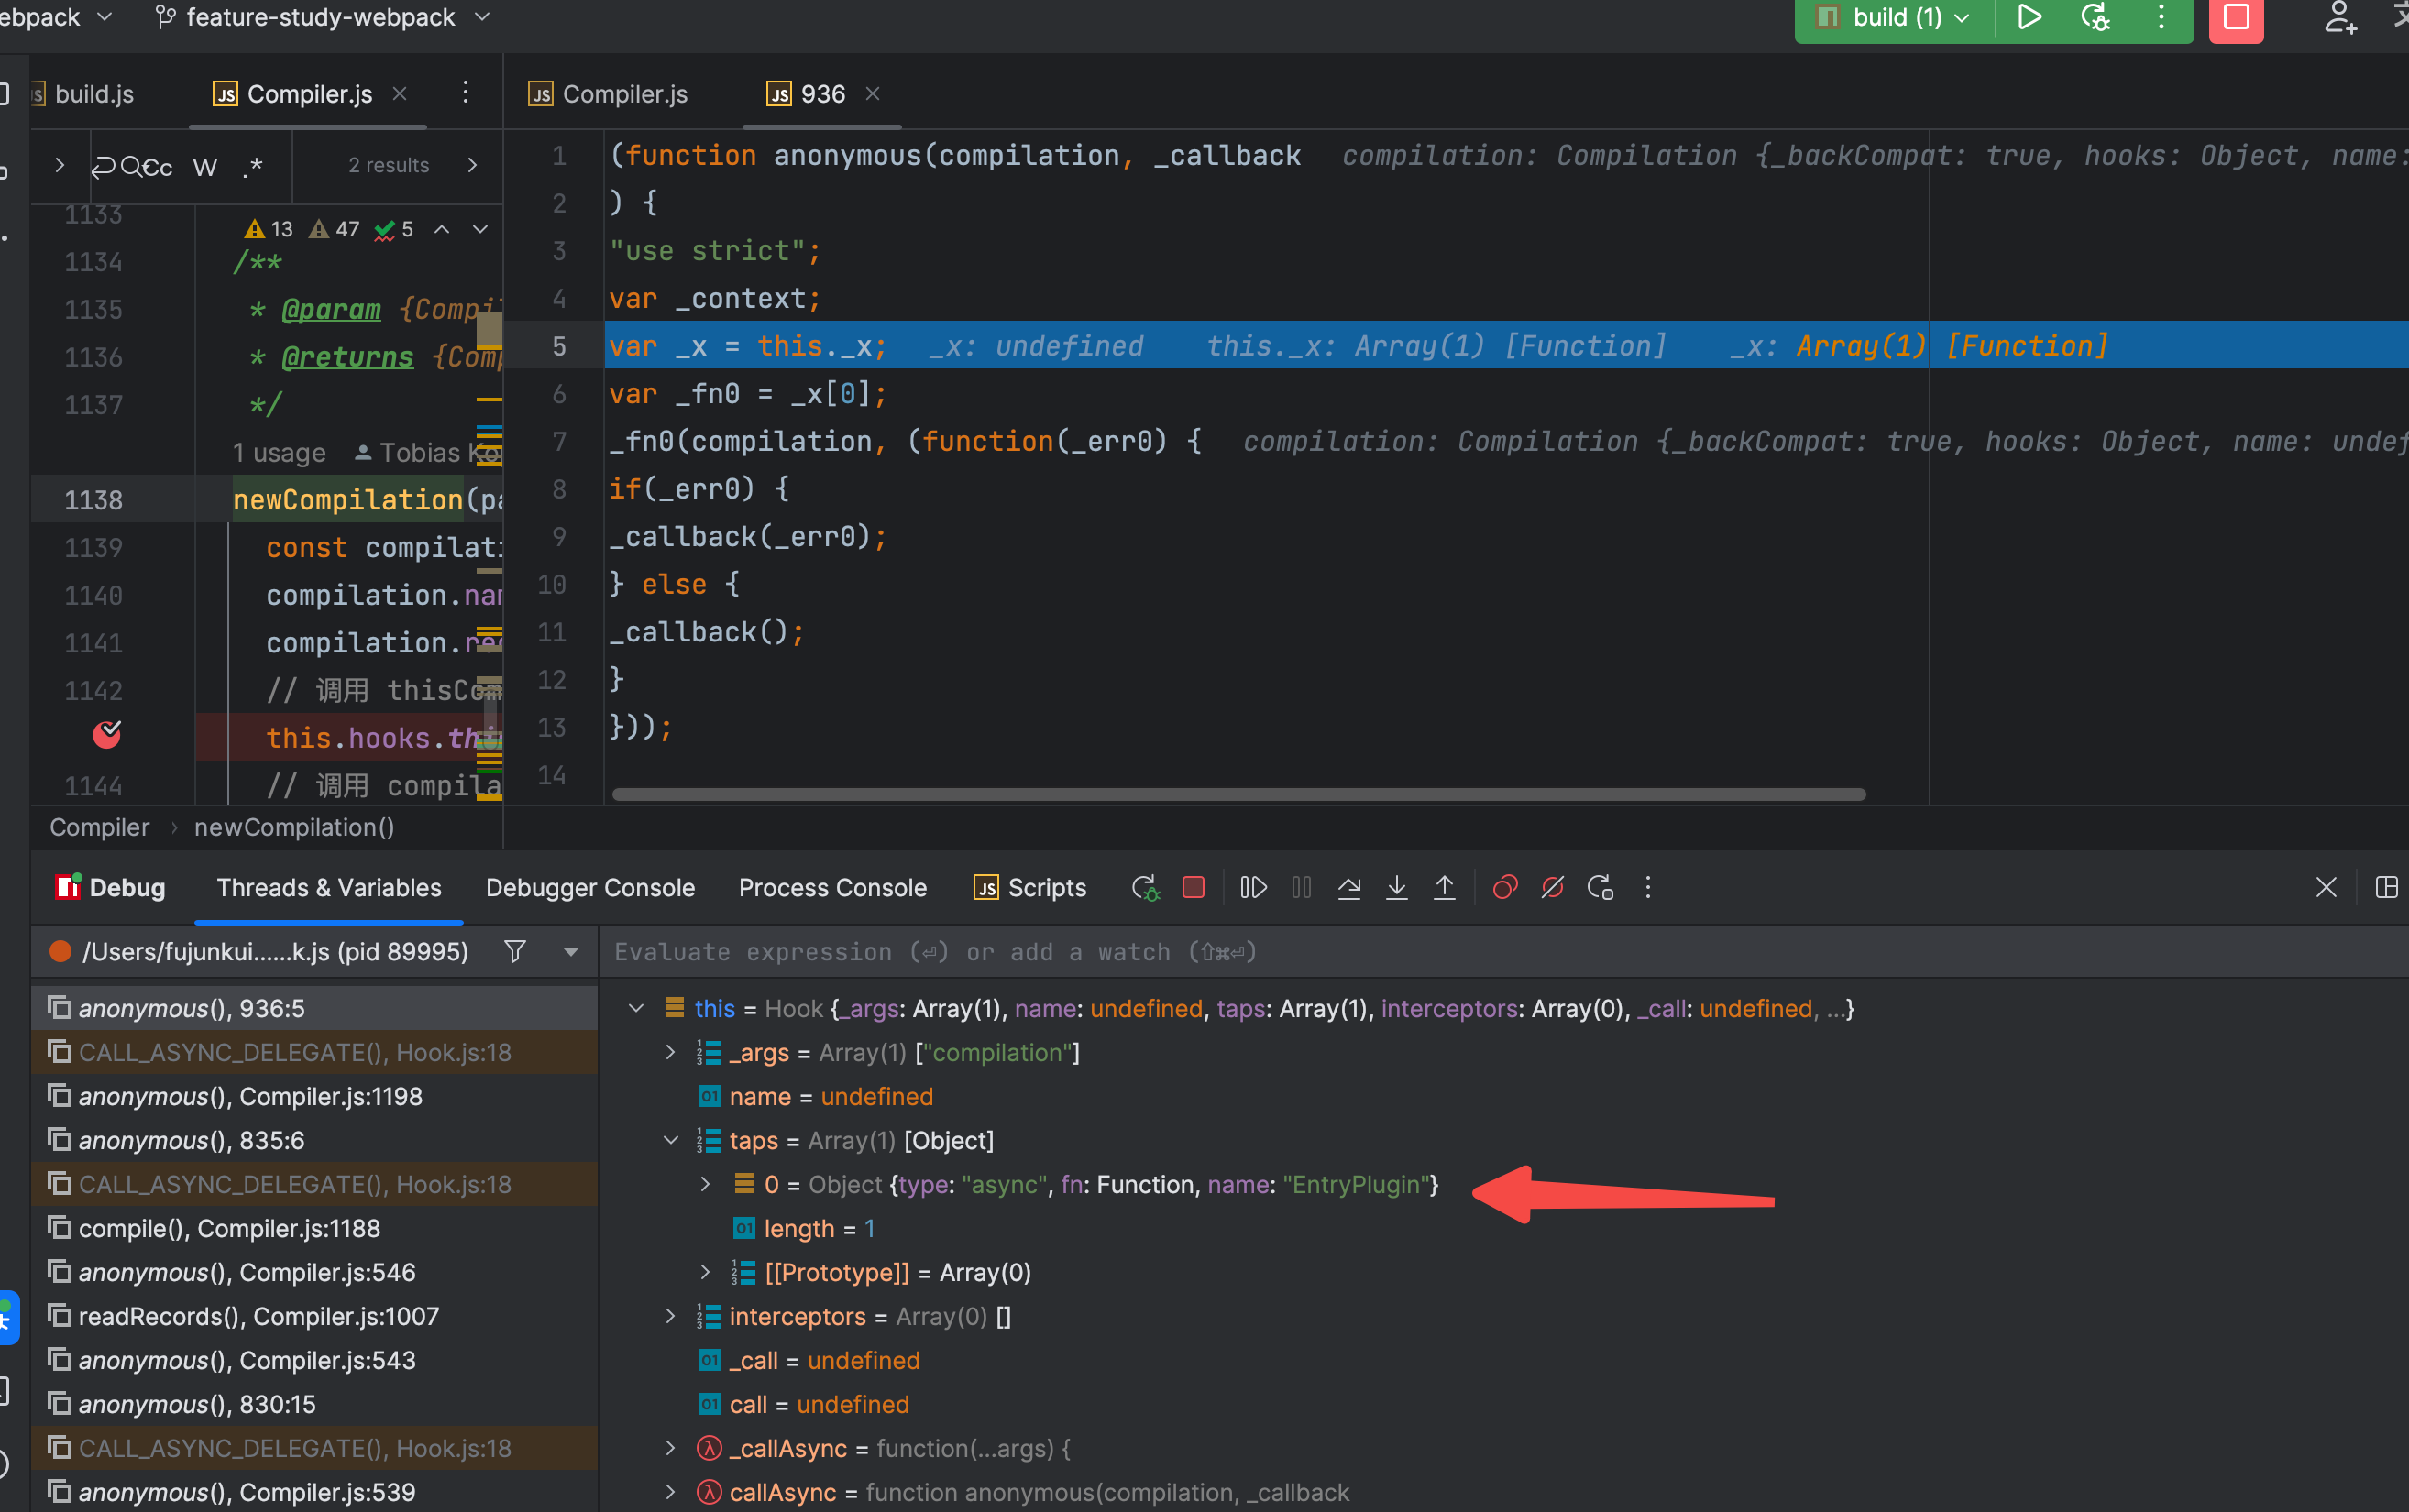 ebpack
feature-study-webpack
build (1)
build.js
Compiler.js
Compiler.js
936
Cc W .*
2 results
13 47 5
1133
1134 /**
1135 * @param {Compil
1136 * @returns {Comp
1137 */
1 usage Tobias Ko
1138 newCompilation(pa
1139 const compilati
1140 compilation.nam
1141 compilation.rec
1142 // 调用 thisCom
this.hooks.thi
1144 // 调用 compila
1 (function anonymous(compilation, _callback compilation: Compilation {_backCompat: true, hooks: Object, name:
2 ) {
3 "use strict";
4 var _context;
5 var _x = this._x; _x: undefined this._x: Array(1) [Function] _x: Array(1) [Function]
6 var _fn0 = _x[0];
7 _fn0(compilation, (function(_err0) { compilation: Compilation {_backCompat: true, hooks: Object, name: undef
8 if(_err0) {
9 _callback(_err0);
10 } else {
11 _callback();
12 }
13 }));
14
Compiler › newCompilation()
Debug
Threads & Variables
Debugger Console
Process Console
Scripts
/Users/fujunkui......k.js (pid 89995)
Evaluate expression (⏎) or add a watch (⇧⌘⏎)
anonymous(), 936:5
CALL_ASYNC_DELEGATE(), Hook.js:18
anonymous(), Compiler.js:1198
anonymous(), 835:6
CALL_ASYNC_DELEGATE(), Hook.js:18
compile(), Compiler.js:1188
anonymous(), Compiler.js:546
readRecords(), Compiler.js:1007
anonymous(), Compiler.js:543
anonymous(), 830:15
CALL_ASYNC_DELEGATE(), Hook.js:18
anonymous(), Compiler.js:539
this = Hook {_args: Array(1), name: undefined, taps: Array(1), interceptors: Array(0), _call: undefined, ...}
_args = Array(1) ["compilation"]
name = undefined
taps = Array(1) [Object]
0 = Object {type: "async", fn: Function, name: "EntryPlugin"}
length = 1
[[Prototype]] = Array(0)
interceptors = Array(0) []
_call = undefined
call = undefined
_callAsync = function(...args) {
callAsync = function anonymous(compilation, _callback